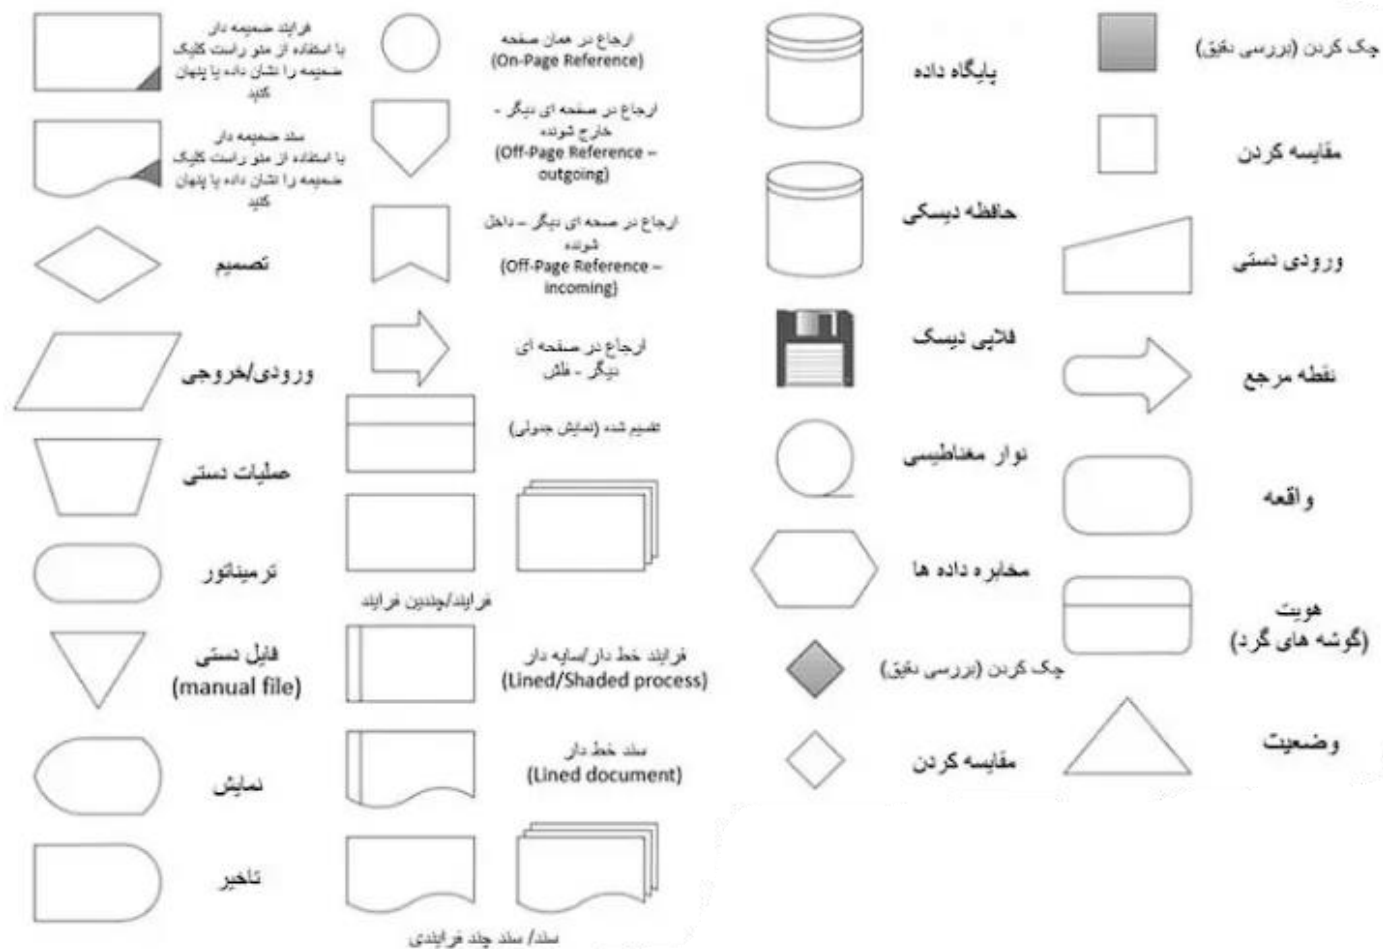 فرایند ضمیمه دار
با استفاده از منو راست کلیک
ضمیمه را نشان داده یا پنهان
کنید
سند ضمیمه دار
با استفاده از منو راست کلیک
ضمیمه را نشان داده یا پنهان
کنید
تصمیم
ورودی/خروجی
عملیات دستی
ترمیناتور
فایل دستی
(manual file)
نمایش
تاخیر
ارجاع در همان صفحه
(On-Page Reference)
ارجاع در صفحه ای دیگر -
خارج شونده
(Off-Page Reference –
outgoing)
ارجاع در صحه ای دیگر – داخل
شونده
(Off-Page Reference –
incoming)
ارجاع در صفحه ای
دیگر - فلش
تقسیم شده (نمایش جدولی)
فرایند/چندین فرایند
فرایند خط دار/سایه دار
(Lined/Shaded process)
سند خط دار
(Lined document)
سند/ سند چند فرایندی
پایگاه داده
حافظه دیسکی
فلاپی دیسک
نوار مغناطیسی
مخابره داده ها
چک کردن (بررسی دقیق)
مقایسه کردن
چک کردن (بررسی دقیق)
مقایسه کردن
ورودی دستی
نقطه مرجع
واقعه
هویت
(گوشه های گرد)
وضعیت